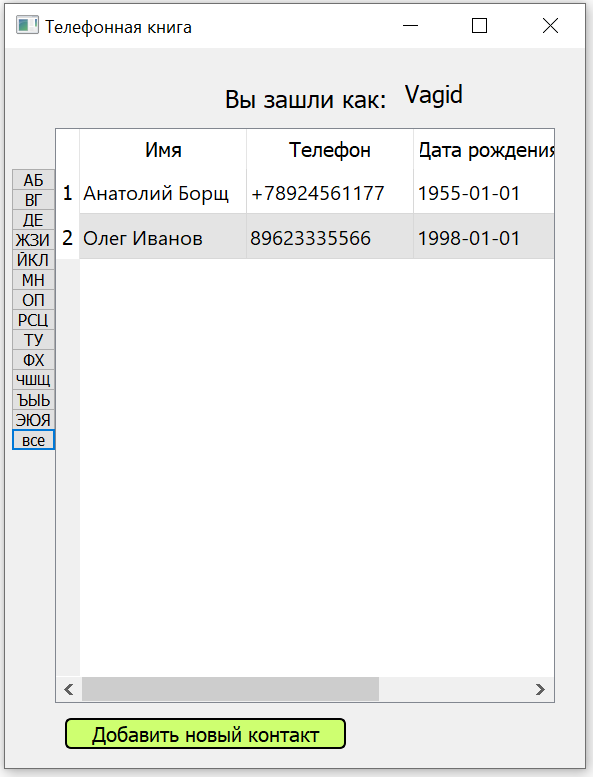 Телефонная книга
Вы зашли как: Vagid
Имя Телефон Дата рождения
1 Анатолий Борщ +78924561177 1955-01-01
2 Олег Иванов 89623335566 1998-01-01
АБ
ВГ
ДЕ
ЖЗИ
ЙКЛ
МН
ОП
РСЦ
ТУ
ФХ
ЧШЩ
ЪЫЬ
ЭЮЯ
все
Добавить новый контакт